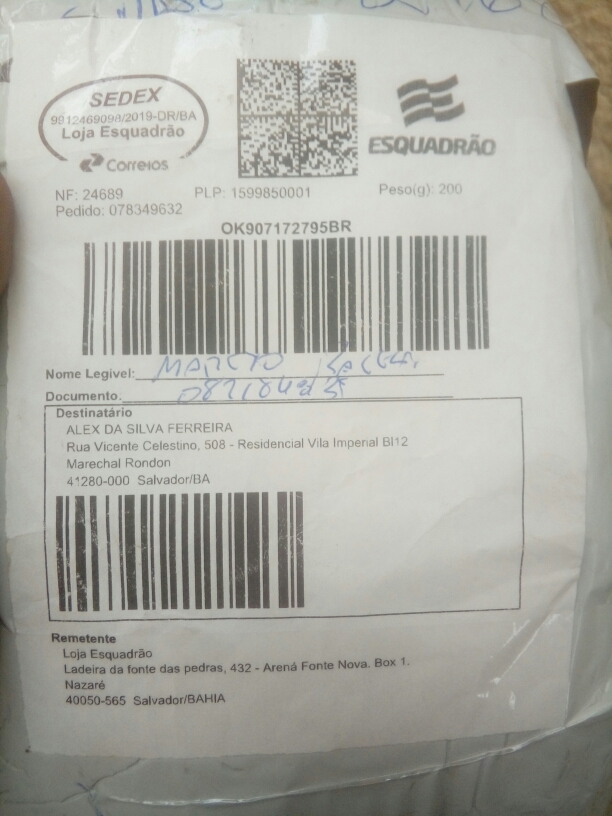 SEDEX
9912469098/2019-DR/BA
Loja Esquadrão
Correios
ESQUADRÃO
NF: 24689 PLP: 1599850001 Peso(g): 200
Pedido: 078349632
OK907172795BR
Nome Legivel:
Documento:
Destinatário
ALEX DA SILVA FERREIRA
Rua Vicente Celestino, 508 - Residencial Vila Imperial Bl12
Marechal Rondon
41280-000 Salvador/BA
Remetente
Loja Esquadrão
Ladeira da fonte das pedras, 432 - Arená Fonte Nova. Box 1.
Nazaré
40050-565 Salvador/BAHIA